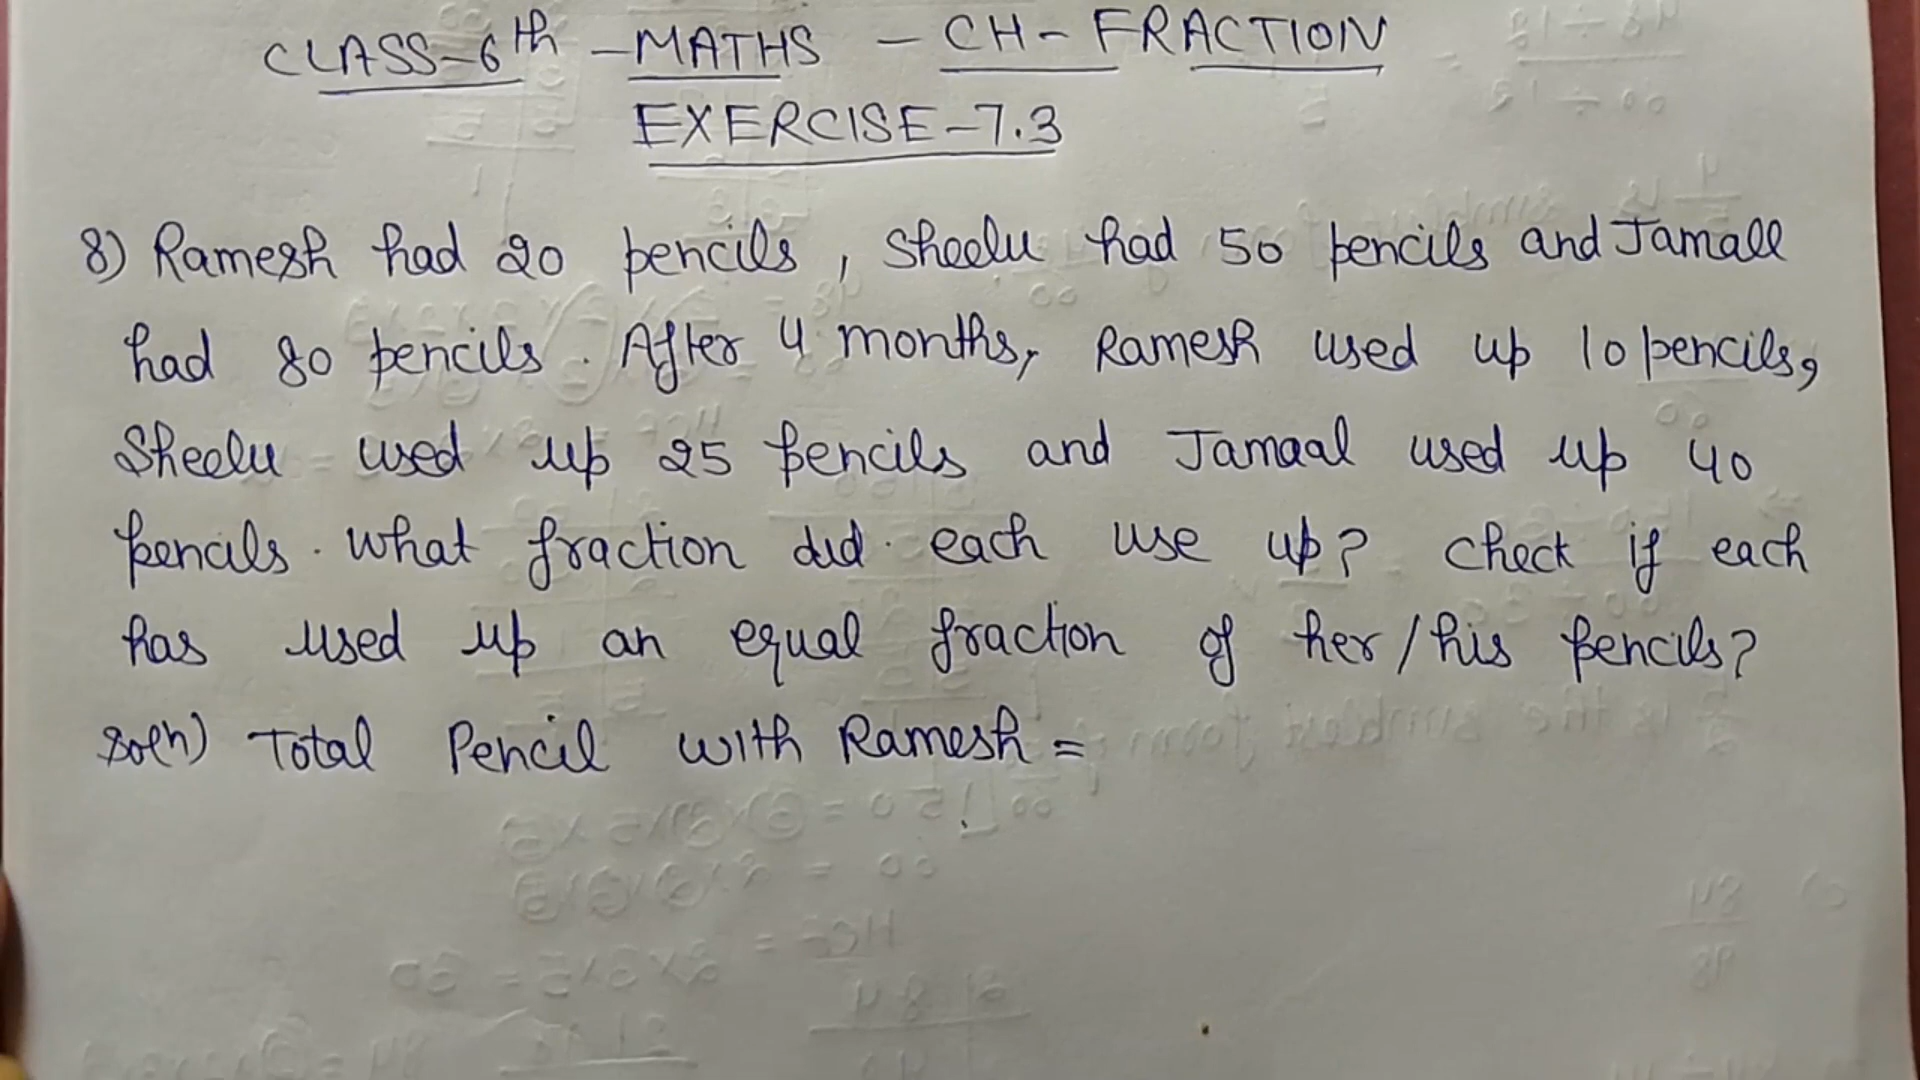 CLASS-6th - MATHS - CH- FRACTION
EXERCISE-7.3
8) Ramesh had 20 pencils, Sheelu had 50 pencils and Jamall
had 80 pencils. After 4 months, Ramesh used up 10 pencils,
Sheelu used up 25 pencils and Jamaal used up 40
pencils. what fraction did each use up? check if each
has used up an equal fraction of her/his pencils?
Soln) Total Pencil with Ramesh =